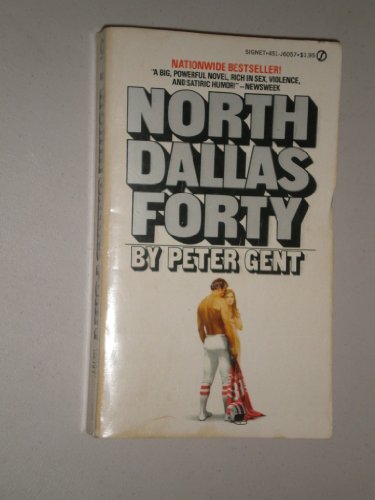 SIGNET•451-J6057•$1.95
NATIONWIDE BESTSELLER!
"A BIG, POWERFUL NOVEL, RICH IN SEX, VIOLENCE,
AND SATIRIC HUMOR!"—NEWSWEEK
NORTH
DALLAS
FORTY
BY PETER GENT